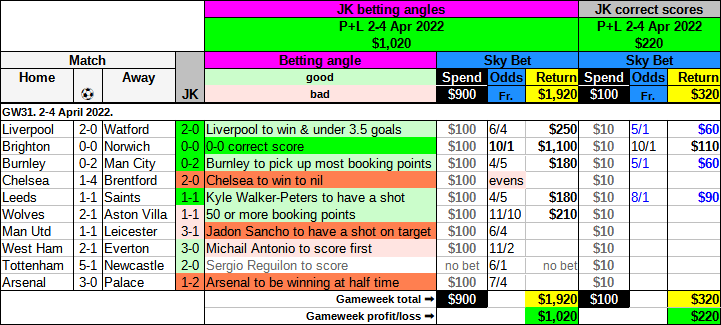 JK betting angles JK correct scores
P+L 2-4 Apr 2022 P+L 2-4 Apr 2022
$1,020 $220
Match Betting angle Sky Bet Sky Bet
Home Away JK good Spend Odds Return Spend Odds Return
bad $900 Fr. $1,920 $100 Fr. $320
GW31. 2-4 April 2022.
Liverpool 2-0 Watford 2-0 Liverpool to win & under 3.5 goals $100 6/4 $250 $10 5/1 $60
Brighton 0-0 Norwich 0-0 0-0 correct score $100 10/1 $1,100 $10 10/1 $110
Burnley 0-2 Man City 0-2 Burnley to pick up most booking points $100 4/5 $180 $10 5/1 $60
Chelsea 1-4 Brentford 2-0 Chelsea to win to nil $100 evens $10
Leeds 1-1 Saints 1-1 Kyle Walker-Peters to have a shot $100 4/5 $180 $10 8/1 $90
Wolves 2-1 Aston Villa 1-1 50 or more booking points $100 11/10 $210 $10
Man Utd 1-1 Leicester 3-1 Jadon Sancho to have a shot on target $100 6/4 $10
West Ham 2-1 Everton 3-0 Michail Antonio to score first $100 11/2 $10
Tottenham 5-1 Newcastle 2-0 Sergio Reguilon to score no bet 6/1 no bet $10
Arsenal 3-0 Palace 1-2 Arsenal to be winning at half time $100 7/4 $10
Gameweek total ➡ $900 $1,920 $100 $320
Gameweek profit/loss ➡ $1,020 $220